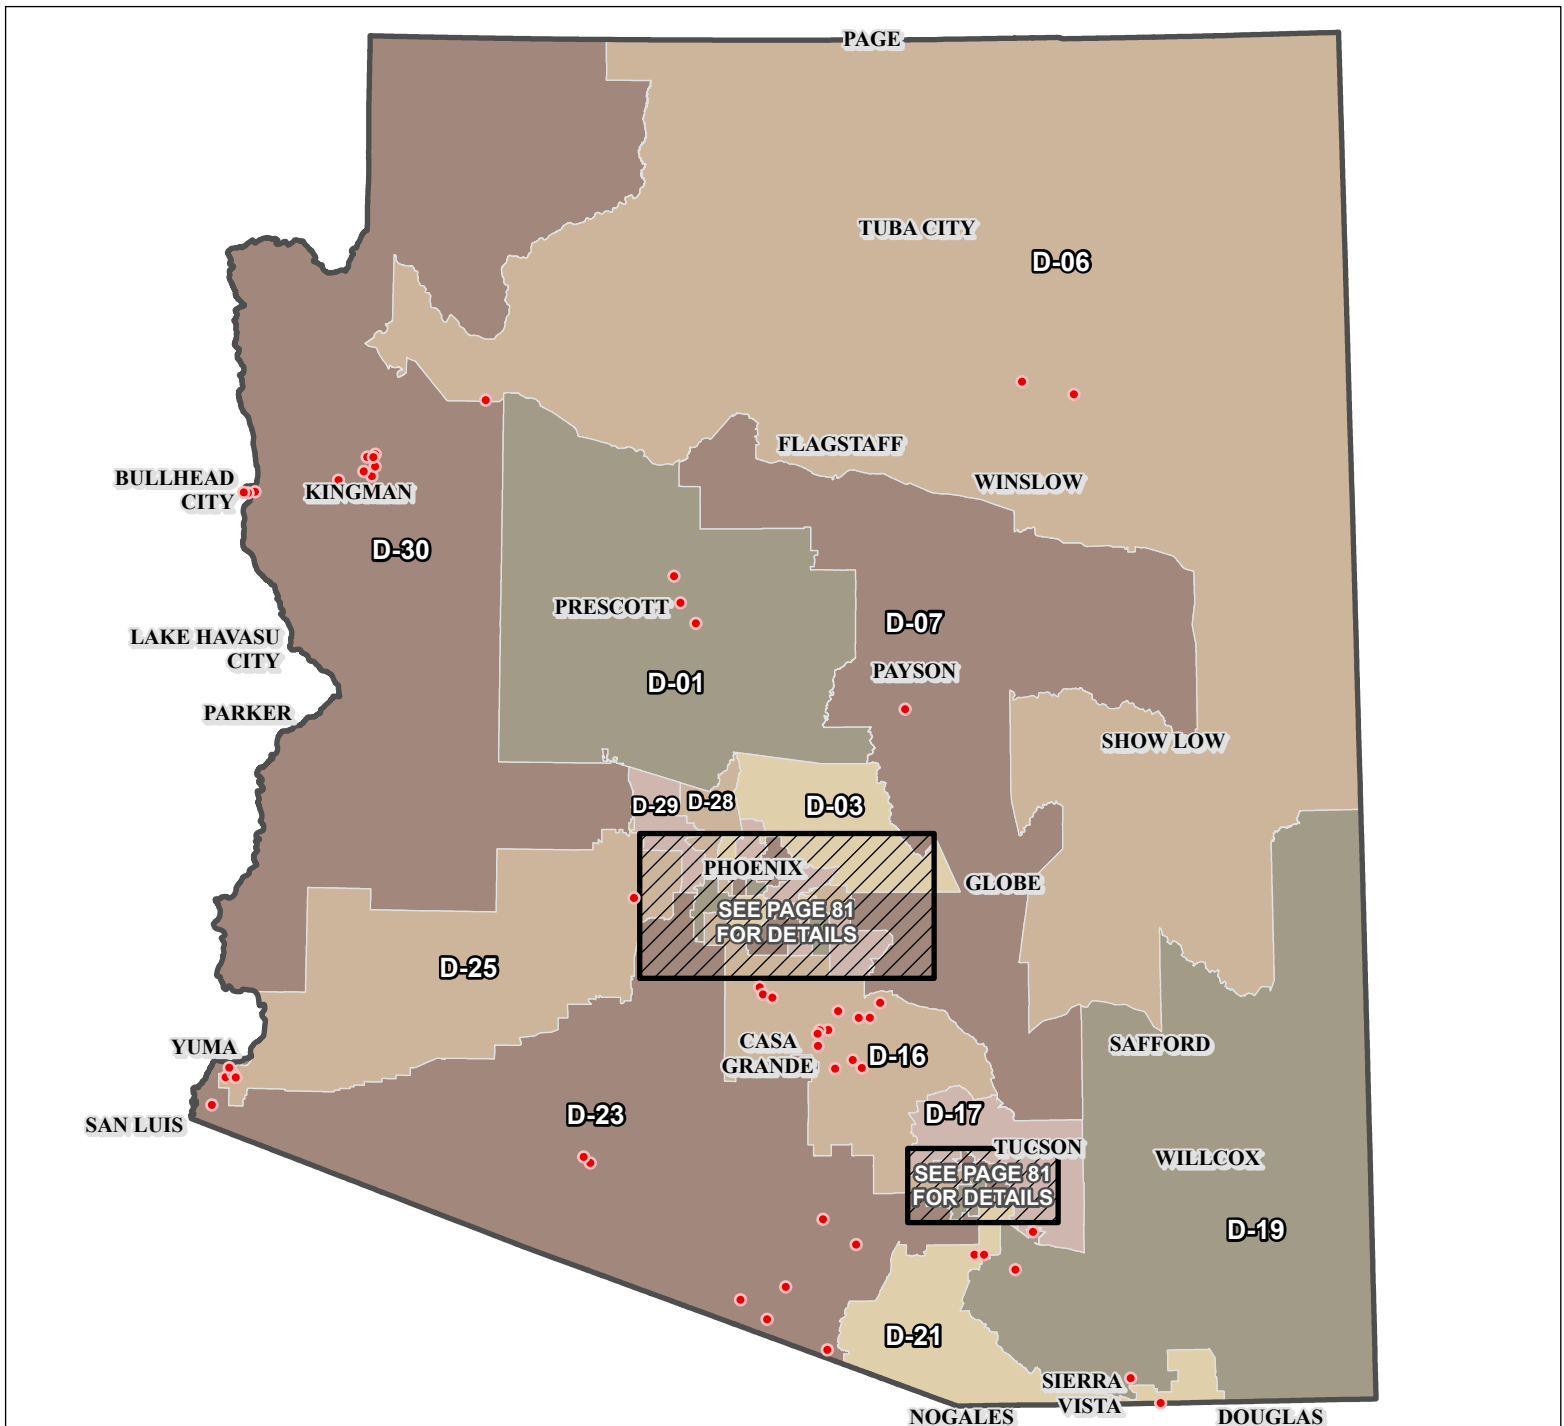 PAGE
TUBA CITY
D-06
FLAGSTAFF
WINSLOW
BULLHEAD
CITY
KINGMAN
D-30
PRESCOTT
D-07
LAKE HAVASU
CITY
PAYSON
D-01
PARKER
SHOW LOW
D-29
D-28
D-03
PHOENIX
GLOBE
SEE PAGE 81
FOR DETAILS
D-25
YUMA
CASA
GRANDE
D-16
SAFFORD
D-23
D-17
SAN LUIS
TUCSON
WILLCOX
SEE PAGE 81
FOR DETAILS
D-19
D-21
SIERRA
VISTA
NOGALES
DOUGLAS